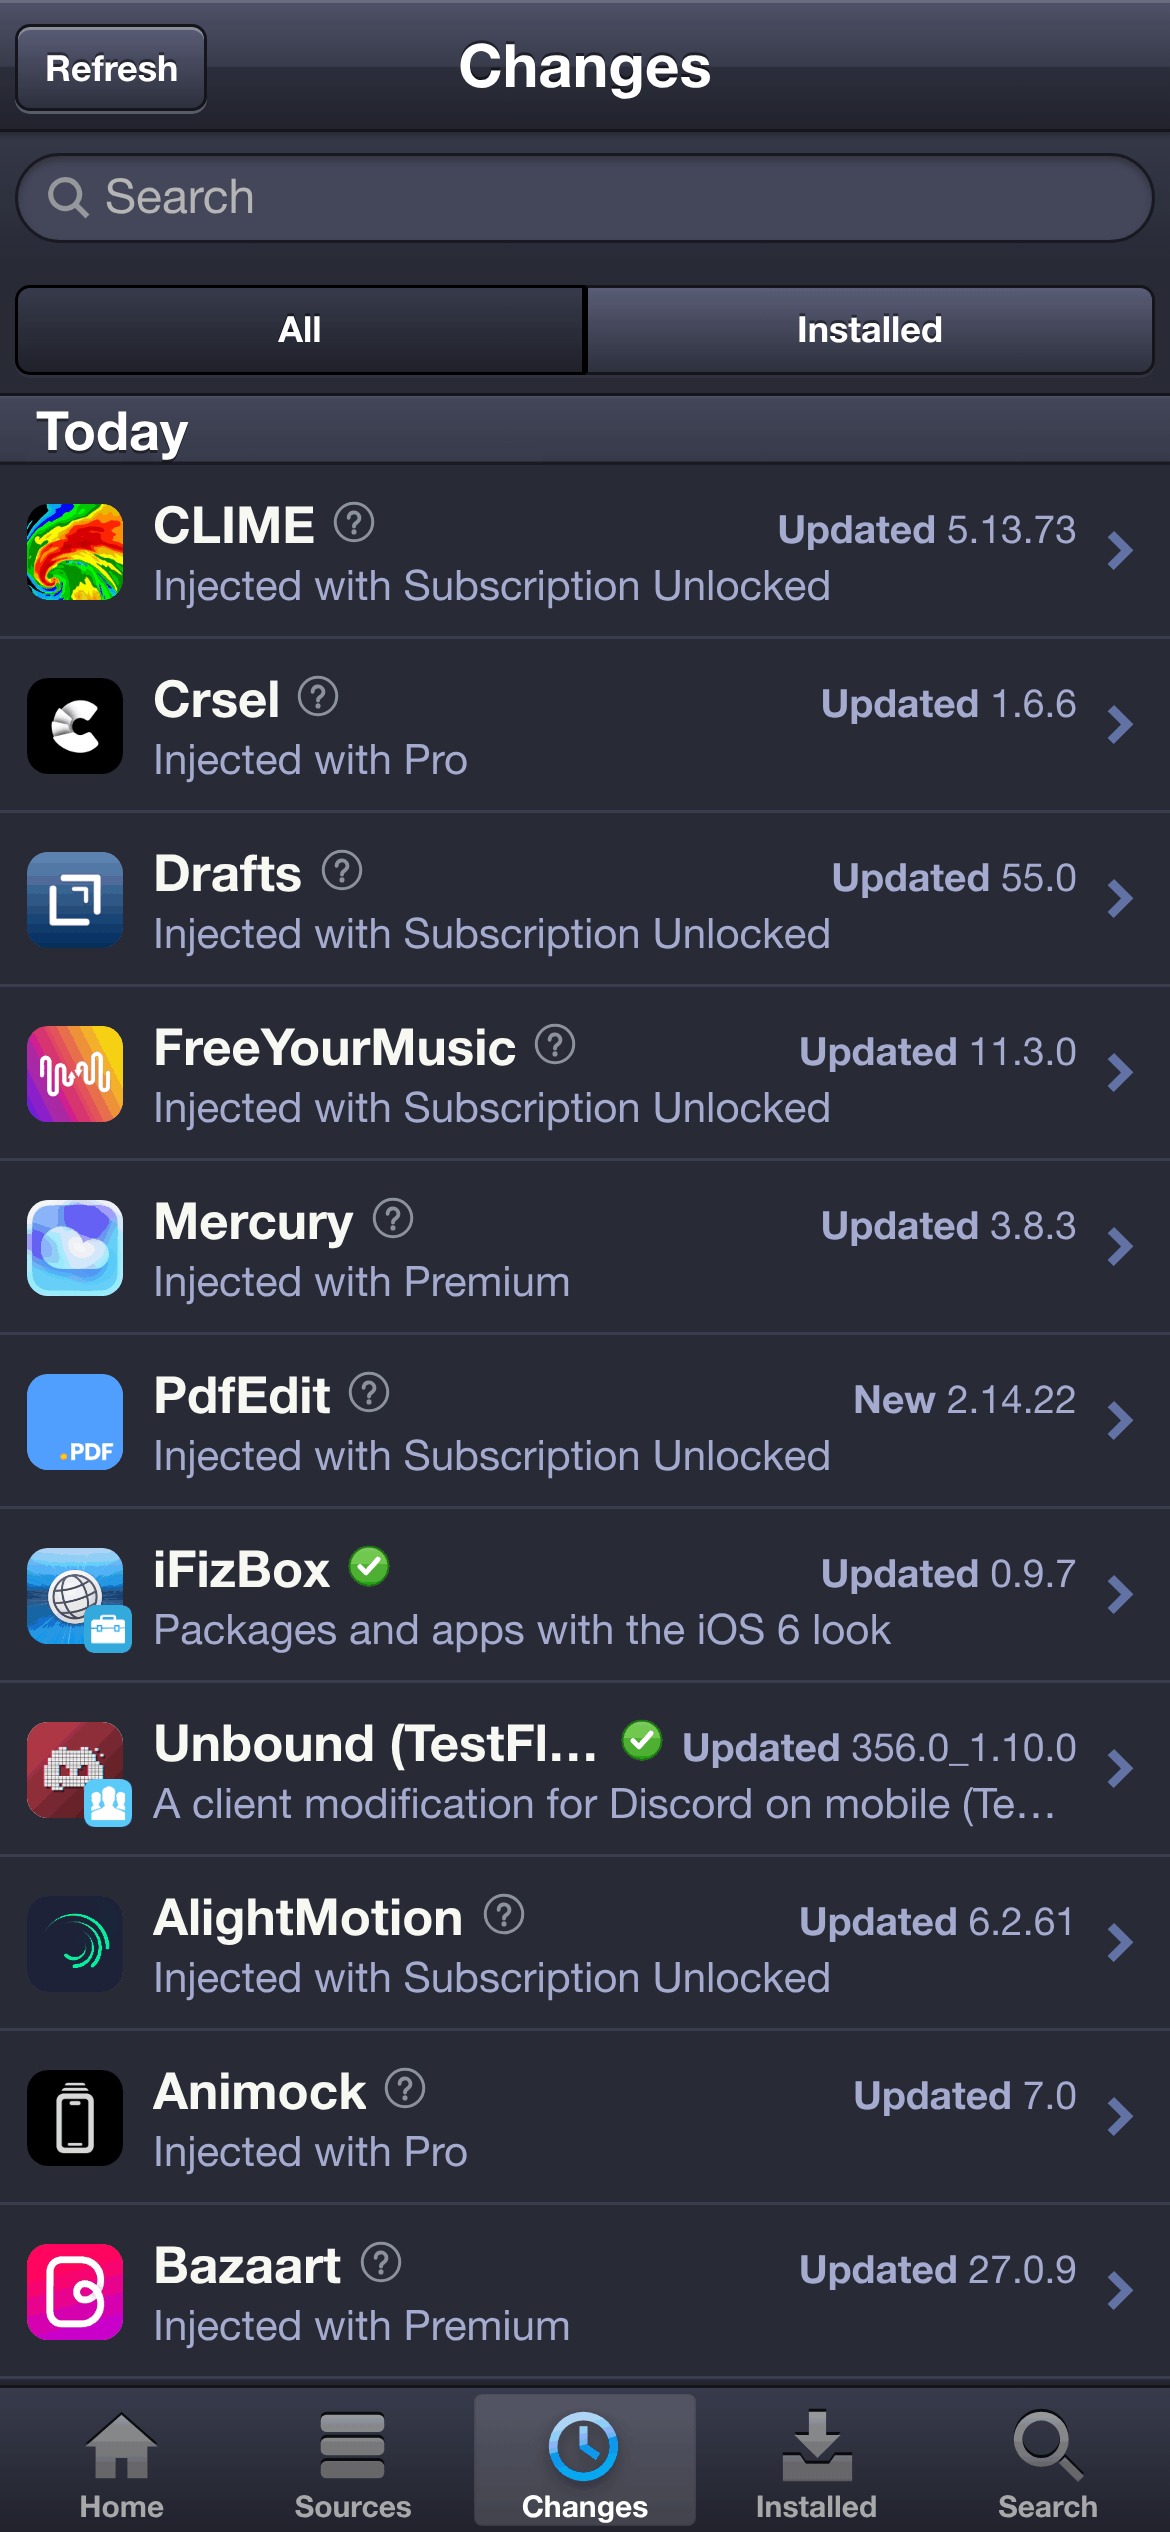 Refresh
Changes
Search
All
Installed
Today
CLIME
Updated 5.13.73
Injected with Subscription Unlocked
Crsel
Updated 1.6.6
Injected with Pro
Drafts
Updated 55.0
Injected with Subscription Unlocked
FreeYourMusic
Updated 11.3.0
Injected with Subscription Unlocked
Mercury
Updated 3.8.3
Injected with Premium
.PDF
PdfEdit
New 2.14.22
Injected with Subscription Unlocked
iFizBox
Updated 0.9.7
Packages and apps with the iOS 6 look
Unbound (TestFl...
Updated 356.0_1.10.0
A client modification for Discord on mobile (Te...
AlightMotion
Updated 6.2.61
Injected with Subscription Unlocked
Animock
Updated 7.0
Injected with Pro
Bazaart
Updated 27.0.9
Injected with Premium
Home
Sources
Changes
Installed
Search